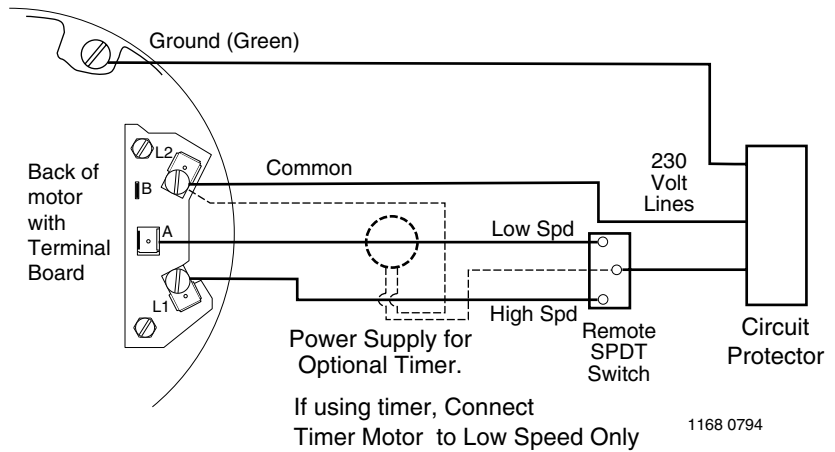 Ground (Green)
L2
Common
230
Volt
Lines
Back of
motor
with
Terminal
Board
B
A
Low Spd
L1
High Spd
Power Supply for
Optional Timer.
Remote
SPDT
Switch
Circuit
Protector
If using timer, Connect
Timer Motor to Low Speed Only
1168 0794